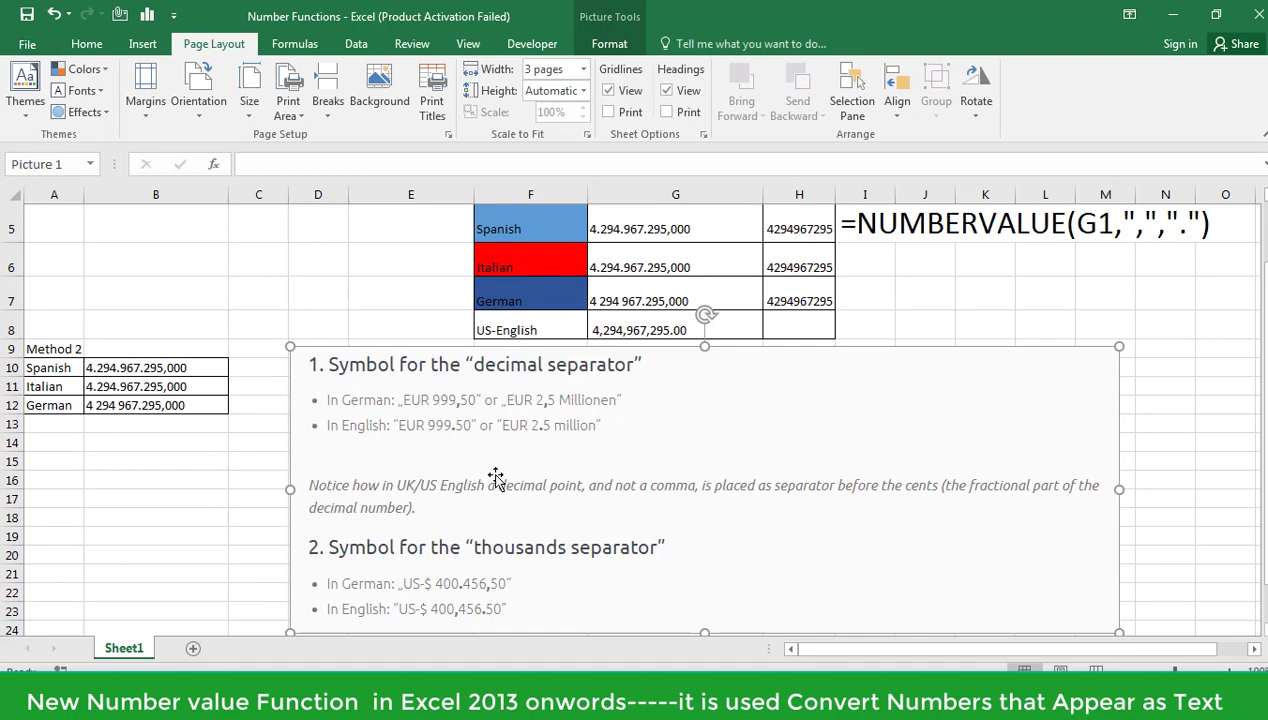 Number Functions - Excel (Product Activation Failed)
Picture Tools
File Home Insert Page Layout Formulas Data Review View Developer Format Tell me what you want to do... Sign in Share
Aa
Themes
Colors
Fonts
Effects
Themes
Margins
Orientation
Size
Print Area
Breaks
Background
Print Titles
Page Setup
Width: 3 pages
Height: Automatic
Scale: 100%
Scale to Fit
Gridlines
View
Print
Headings
View
Print
Sheet Options
Bring Forward
Send Backward
Selection Pane
Align
Group
Rotate
Arrange
Picture 1 fx
A B C D E F G H I J K L M N O
5 Spanish 4.294.967.295,000 4294967295 =NUMBERVALUE(G1,",",".")
6 Italian 4.294.967.295,000 4294967295
7 German 4 294 967.295,000 4294967295
8 US-English 4,294,967,295.00
9 Method 2
10 Spanish 4.294.967.295,000
11 Italian 4.294.967.295,000
12 German 4 294 967.295,000
13
14
15
16
17
18
19
20
21
22
23
24
1. Symbol for the “decimal separator”
• In German: „EUR 999,50” or „EUR 2,5 Millionen”
• In English: “EUR 999.50” or “EUR 2.5 million”
Notice how in UK/US English a decimal point, and not a comma, is placed as separator before the cents (the fractional part of the
decimal number).
2. Symbol for the “thousands separator”
• In German: „US-$ 400.456,50”
• In English: “US-$ 400,456.50”
Sheet1
New Number value Function in Excel 2013 onwords-----it is used Convert Numbers that Appear as Text